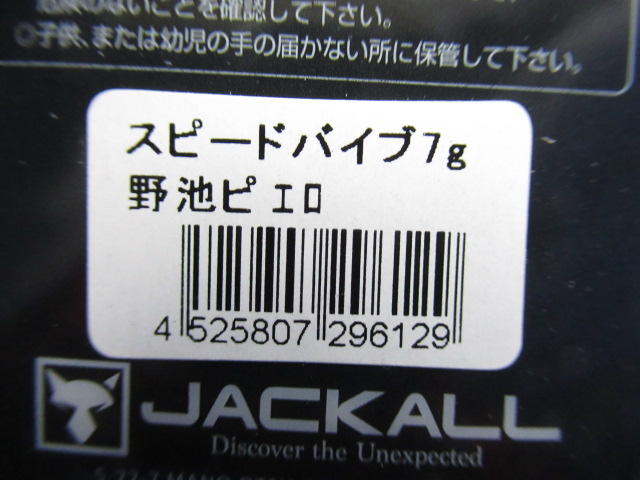 ないことを確認して下さい。
◎子供、または幼児の手の届かない所に保管して下さい。
スピードバイブ7g
野池ピエロ
4 525807 296129
JACKALL
Discover the Unexpected